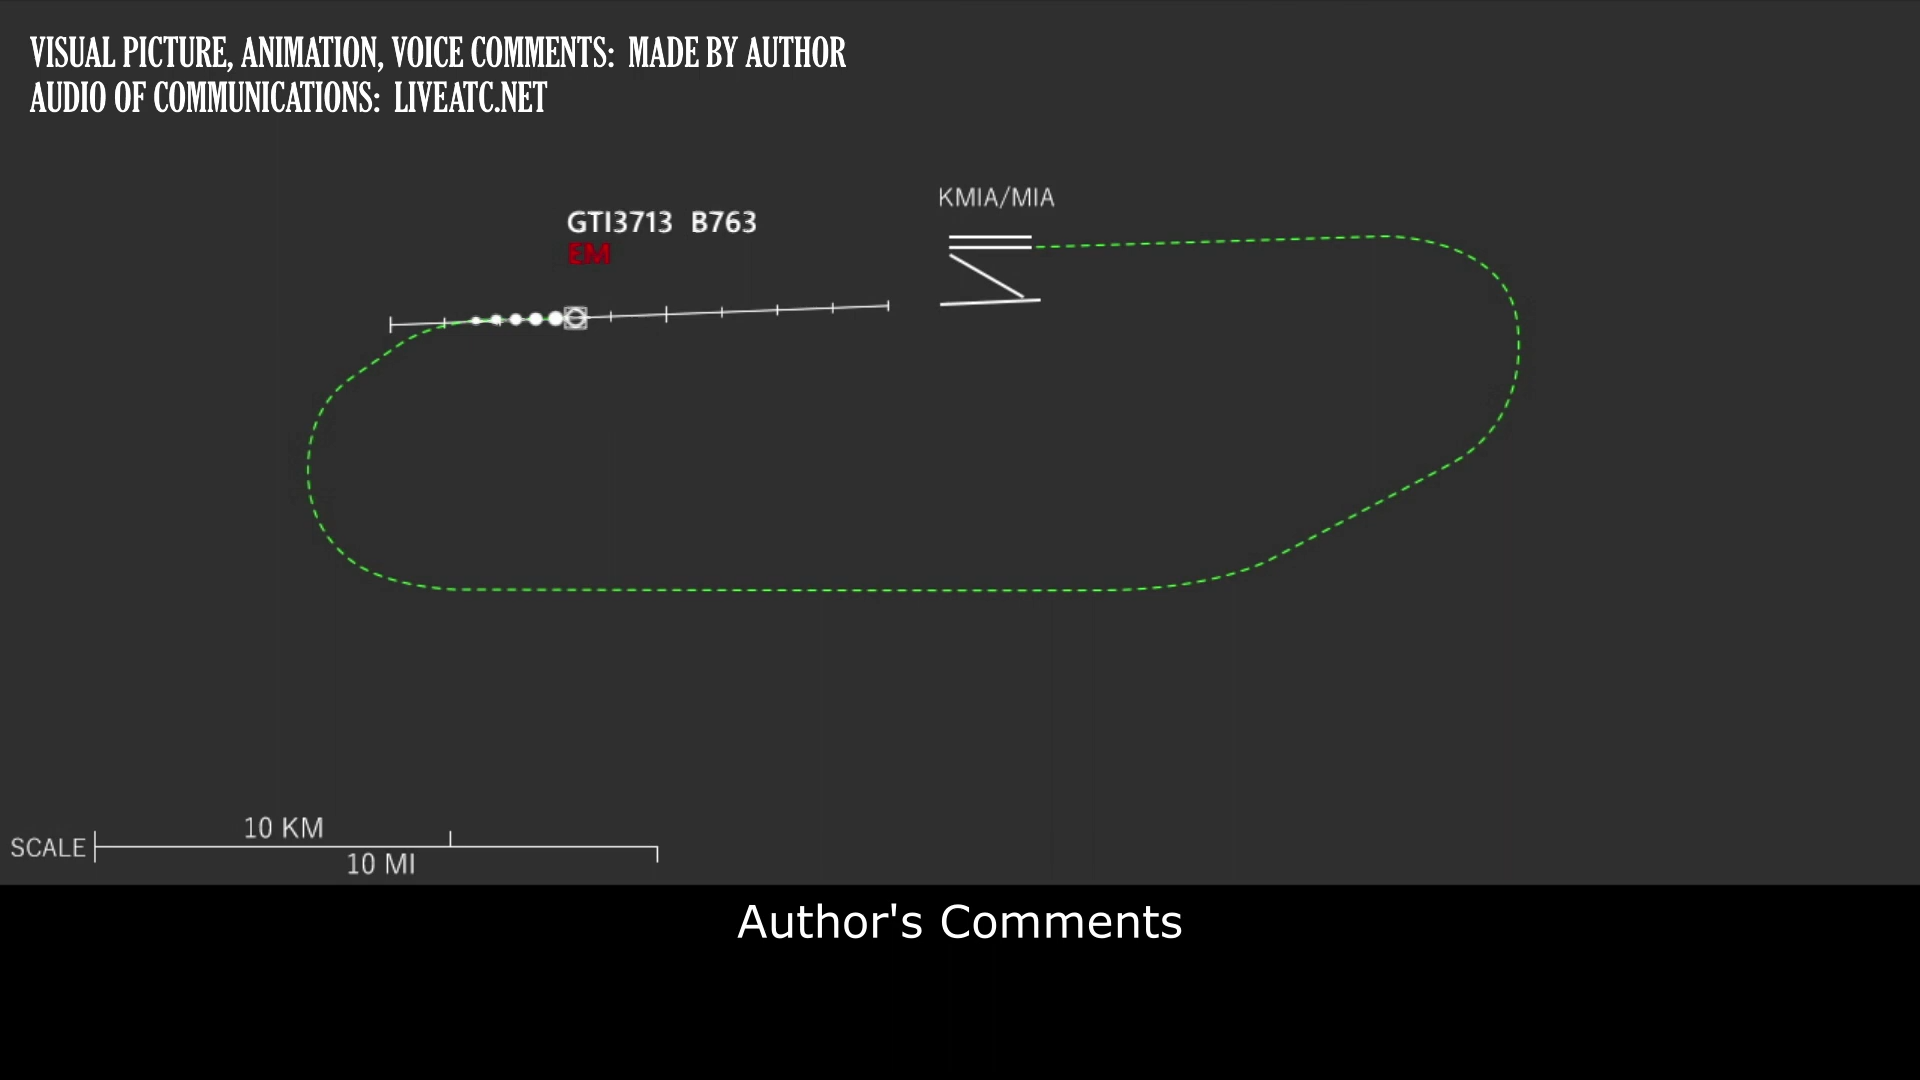 VISUAL PICTURE, ANIMATION, VOICE COMMENTS: MADE BY AUTHOR
AUDIO OF COMMUNICATIONS: LIVEATC.NET
KMIA/MIA
GTI3713 B763
EM
10 KM
SCALE
10 MI
Author's Comments